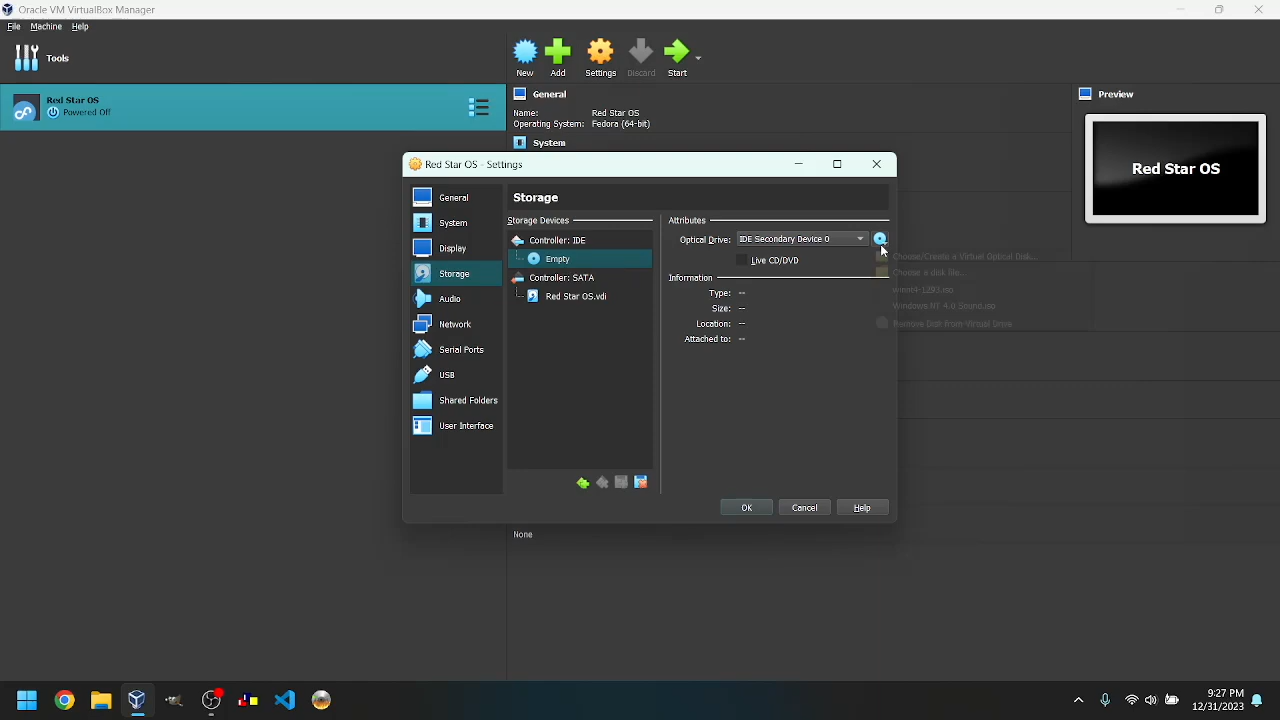 Oracle VM VirtualBox Manager
File Machine Help
Tools
New Add Settings Discard Start
Red Star OS
Powered Off
General
Name: Red Star OS
Operating System: Fedora (64-bit)
System
Preview
Red Star OS
Red Star OS - Settings
General
System
Display
Storage
Audio
Network
Serial Ports
USB
Shared Folders
User Interface
Storage
Storage Devices
Controller: IDE
Empty
Controller: SATA
Red Star OS.vdi
Attributes
Optical Drive: IDE Secondary Device 0
Live CD/DVD
Information
Type: --
Size: --
Location: --
Attached to: --
Choose/Create a Virtual Optical Disk...
Choose a disk file...
Windows NT 4.0 Sound.iso
Remove Disk From Virtual Drive
OK Cancel Help
None
9:27 PM
12/31/2023